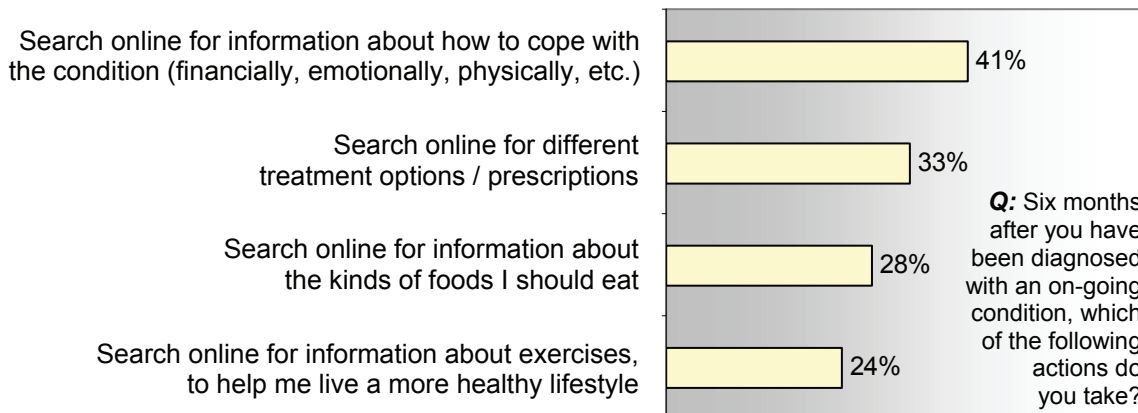 Search online for information about how to cope with
the condition (financially, emotionally, physically, etc.)
41%
Search online for different
treatment options / prescriptions
33%
Search online for information about
the kinds of foods I should eat
28%
Search online for information about exercises,
to help me live a more healthy lifestyle
24%
Q: Six months
after you have
been diagnosed
with an on-going
condition, which
of the following
actions do
you take?